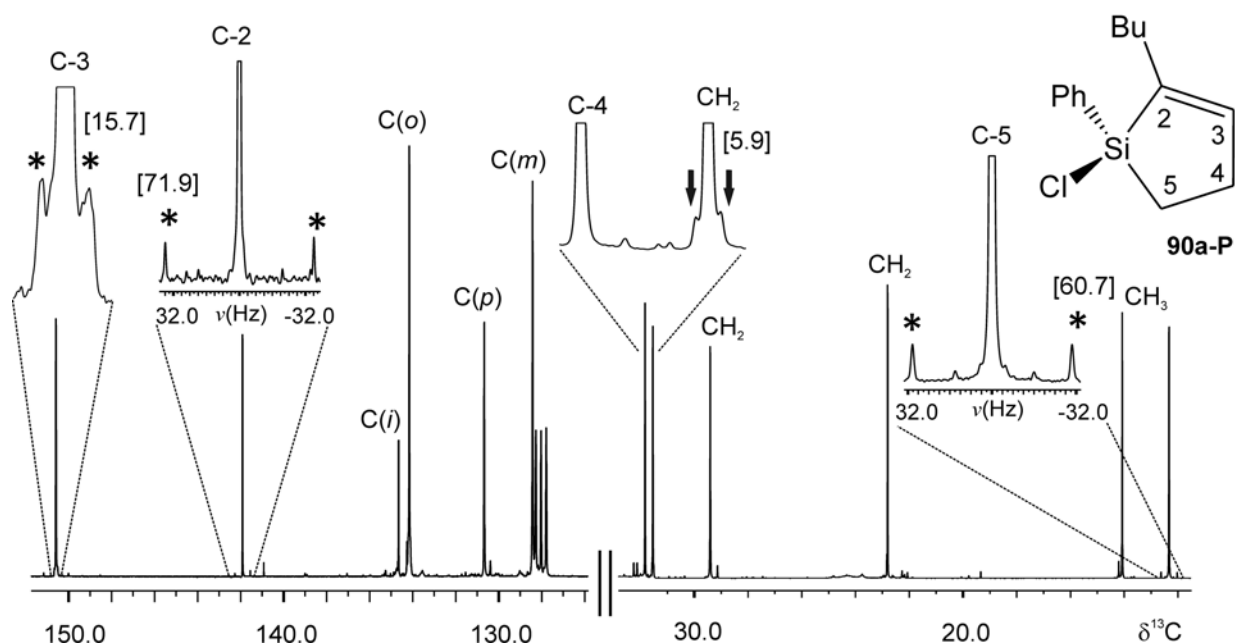 C-3
[15.7]
*
*
C-2
[71.9]
*
*
32.0
ν(Hz)
-32.0
C(i)
C(o)
C(p)
C(m)
C-4
CH₂
[5.9]
CH₂
CH₂
C-5
[60.7]
*
*
32.0
ν(Hz)
-32.0
CH₃
Bu
Ph
Si
Cl
2
3
4
5
90a-P
150.0
140.0
130.0
30.0
20.0
δ¹³C